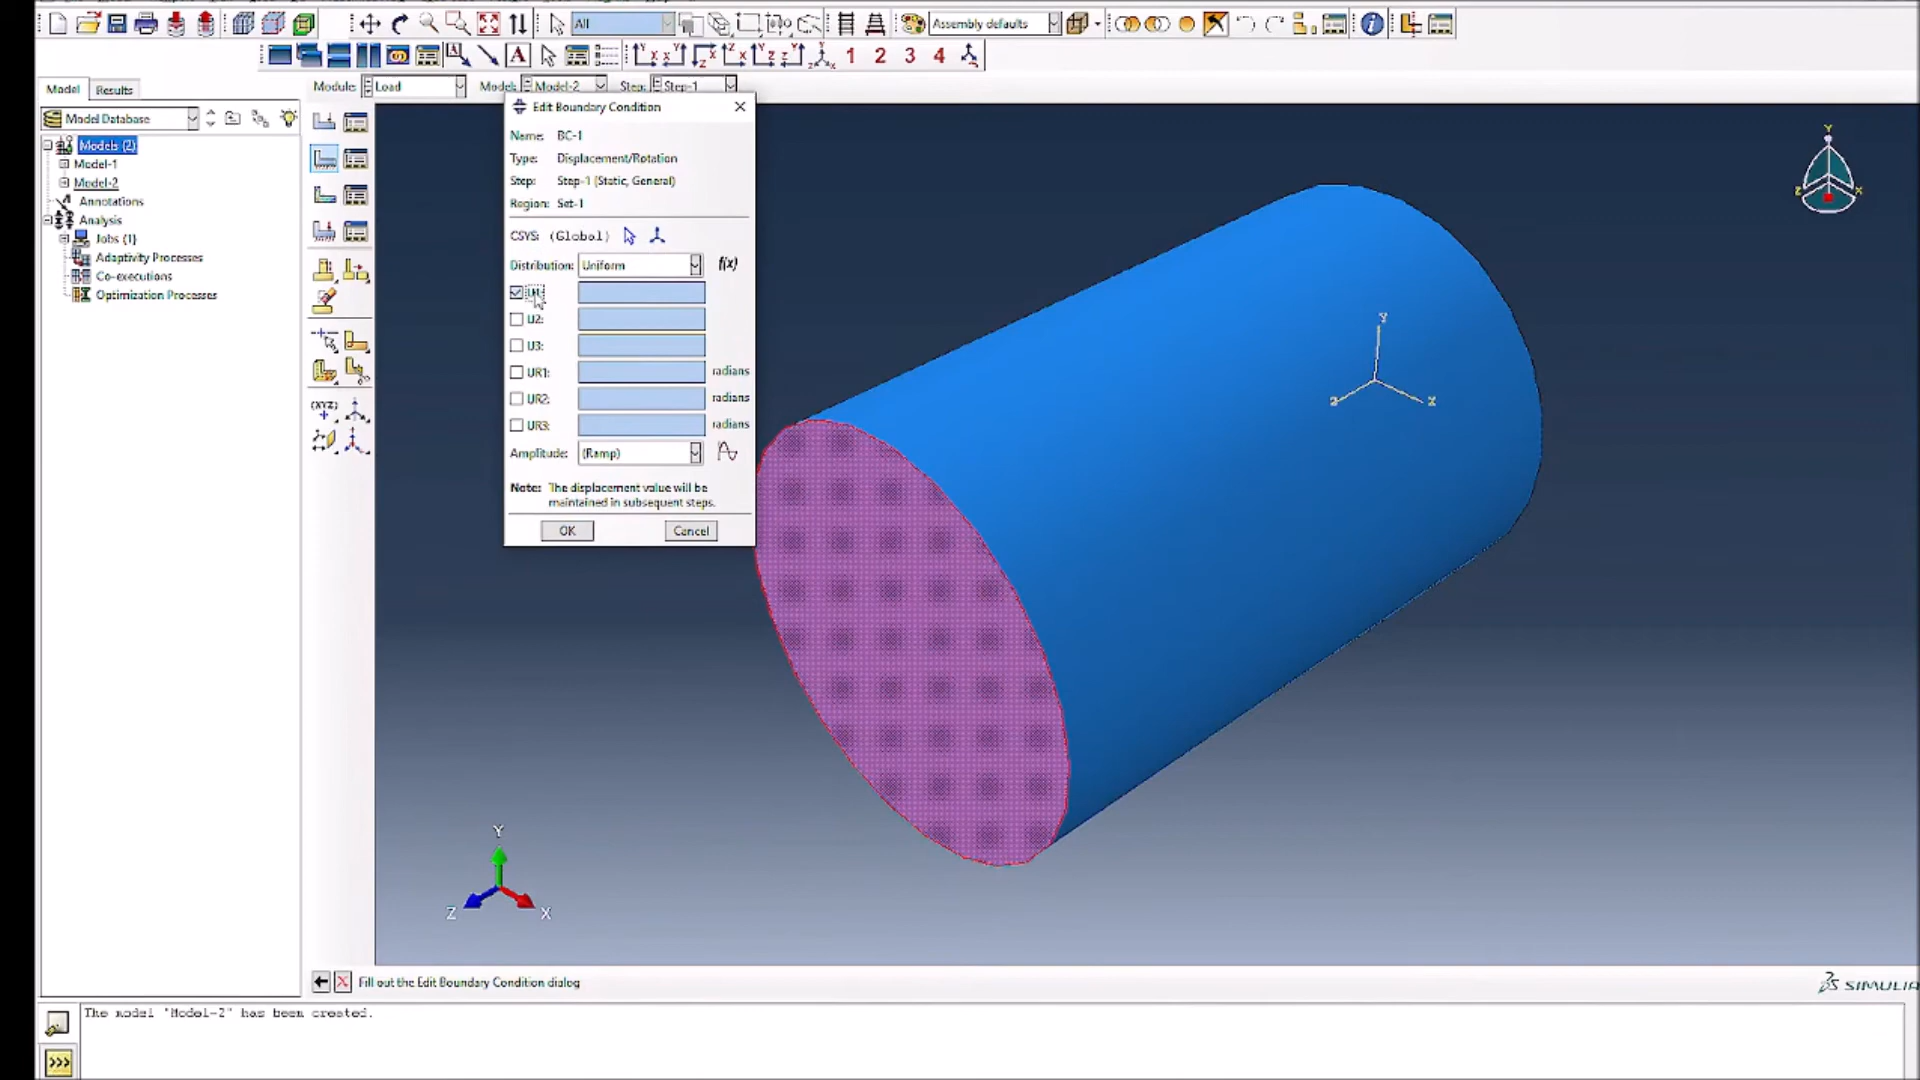 All
Assembly defaults
1 2 3 4
Model
Results
Module:
Load
Model:
Model-2
Step:
Step-1
Model Database
Models (2)
Model-1
Model-2
Annotations
Analysis
Jobs (1)
Adaptivity Processes
Co-executions
Optimization Processes
Edit Boundary Condition
Name: BC-1
Type: Displacement/Rotation
Step: Step-1 (Static, General)
Region: Set-1
CSYS: (Global)
Distribution: Uniform f(x)
U1:
U2:
U3:
UR1: radians
UR2: radians
UR3: radians
Amplitude: (Ramp)
Note: The displacement value will be
maintained in subsequent steps.
OK
Cancel
Y
Z
X
Y
Z
X
Y
Z
X
Fill out the Edit Boundary Condition dialog
SIMULIA
The model "Model-2" has been created.
>>>